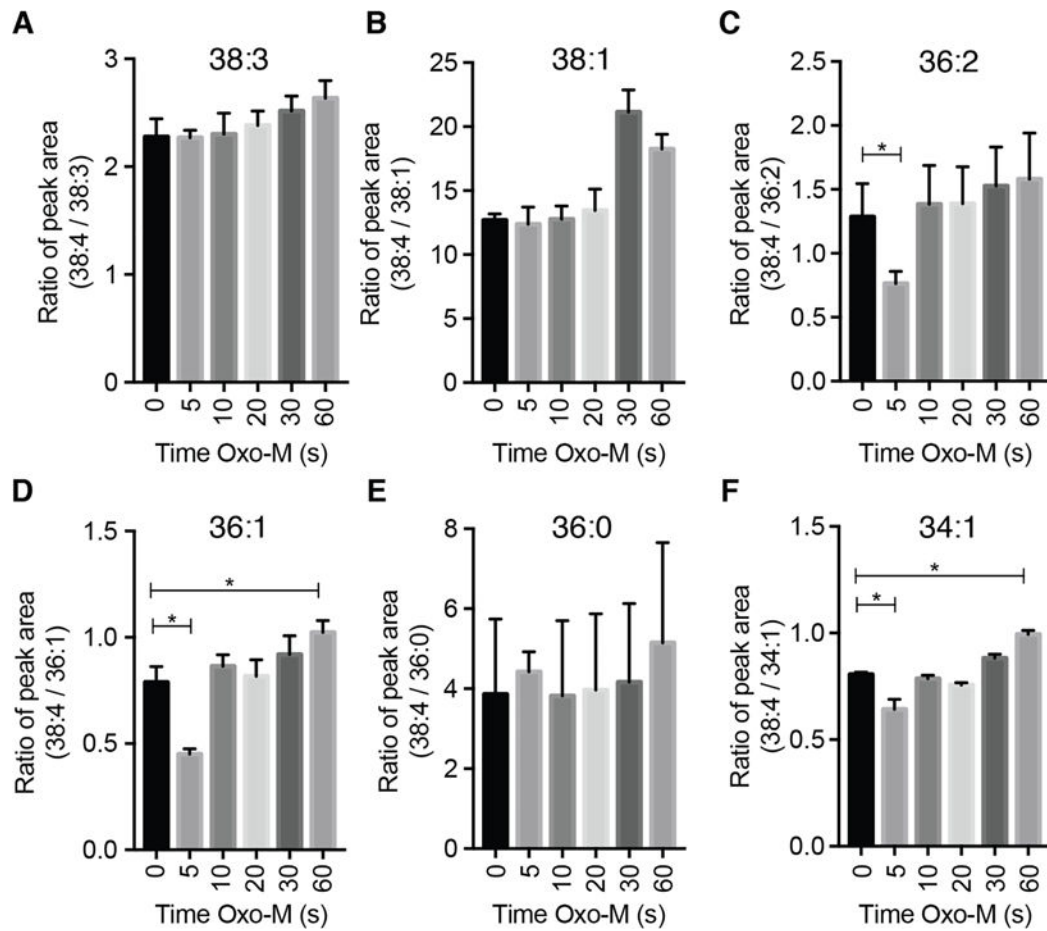 A
38:3
Ratio of peak area
(38:4 / 38:3)
3
2
1
0
0 5 10 20 30 60
Time Oxo-M (s)
B
38:1
Ratio of peak area
(38:4 / 38:1)
25
20
15
10
5
0
0 5 10 20 30 60
Time Oxo-M (s)
C
36:2
Ratio of peak area
(38:4 / 36:2)
2.5
2.0
1.5
1.0
0.5
0.0
*
0 5 10 20 30 60
Time Oxo-M (s)
D
36:1
Ratio of peak area
(38:4 / 36:1)
1.5
1.0
0.5
0.0
*
*
0 5 10 20 30 60
Time Oxo-M (s)
E
36:0
Ratio of peak area
(38:4 / 36:0)
8
6
4
2
0
0 5 10 20 30 60
Time Oxo-M (s)
F
34:1
Ratio of peak area
(38:4 / 34:1)
1.5
1.0
0.5
0.0
*
*
0 5 10 20 30 60
Time Oxo-M (s)